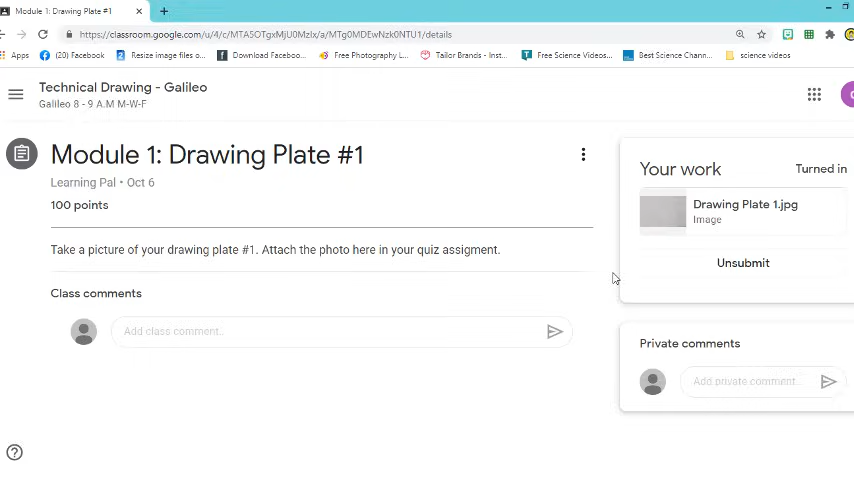 Module 1: Drawing Plate #1
https://classroom.google.com/u/4/c/MTA5OTgxMjU0MzIx/a/MTg0MDEwNzk0NTU1/details
Apps
(2) Facebook
Resize image files o...
Download Faceboo...
Free Photography L...
Tailor Brands - Inst...
Free Science Videos...
Best Science Chann...
science videos
Technical Drawing - Galileo
Galileo 8 - 9 A.M M-W-F
Module 1: Drawing Plate #1
Learning Pal • Oct 6
100 points
Take a picture of your drawing plate #1. Attach the photo here in your quiz assigment.
Class comments
Add class comment..
Your work
Turned in
Drawing Plate 1.jpg
Image
Unsubmit
Private comments
Add private comment...